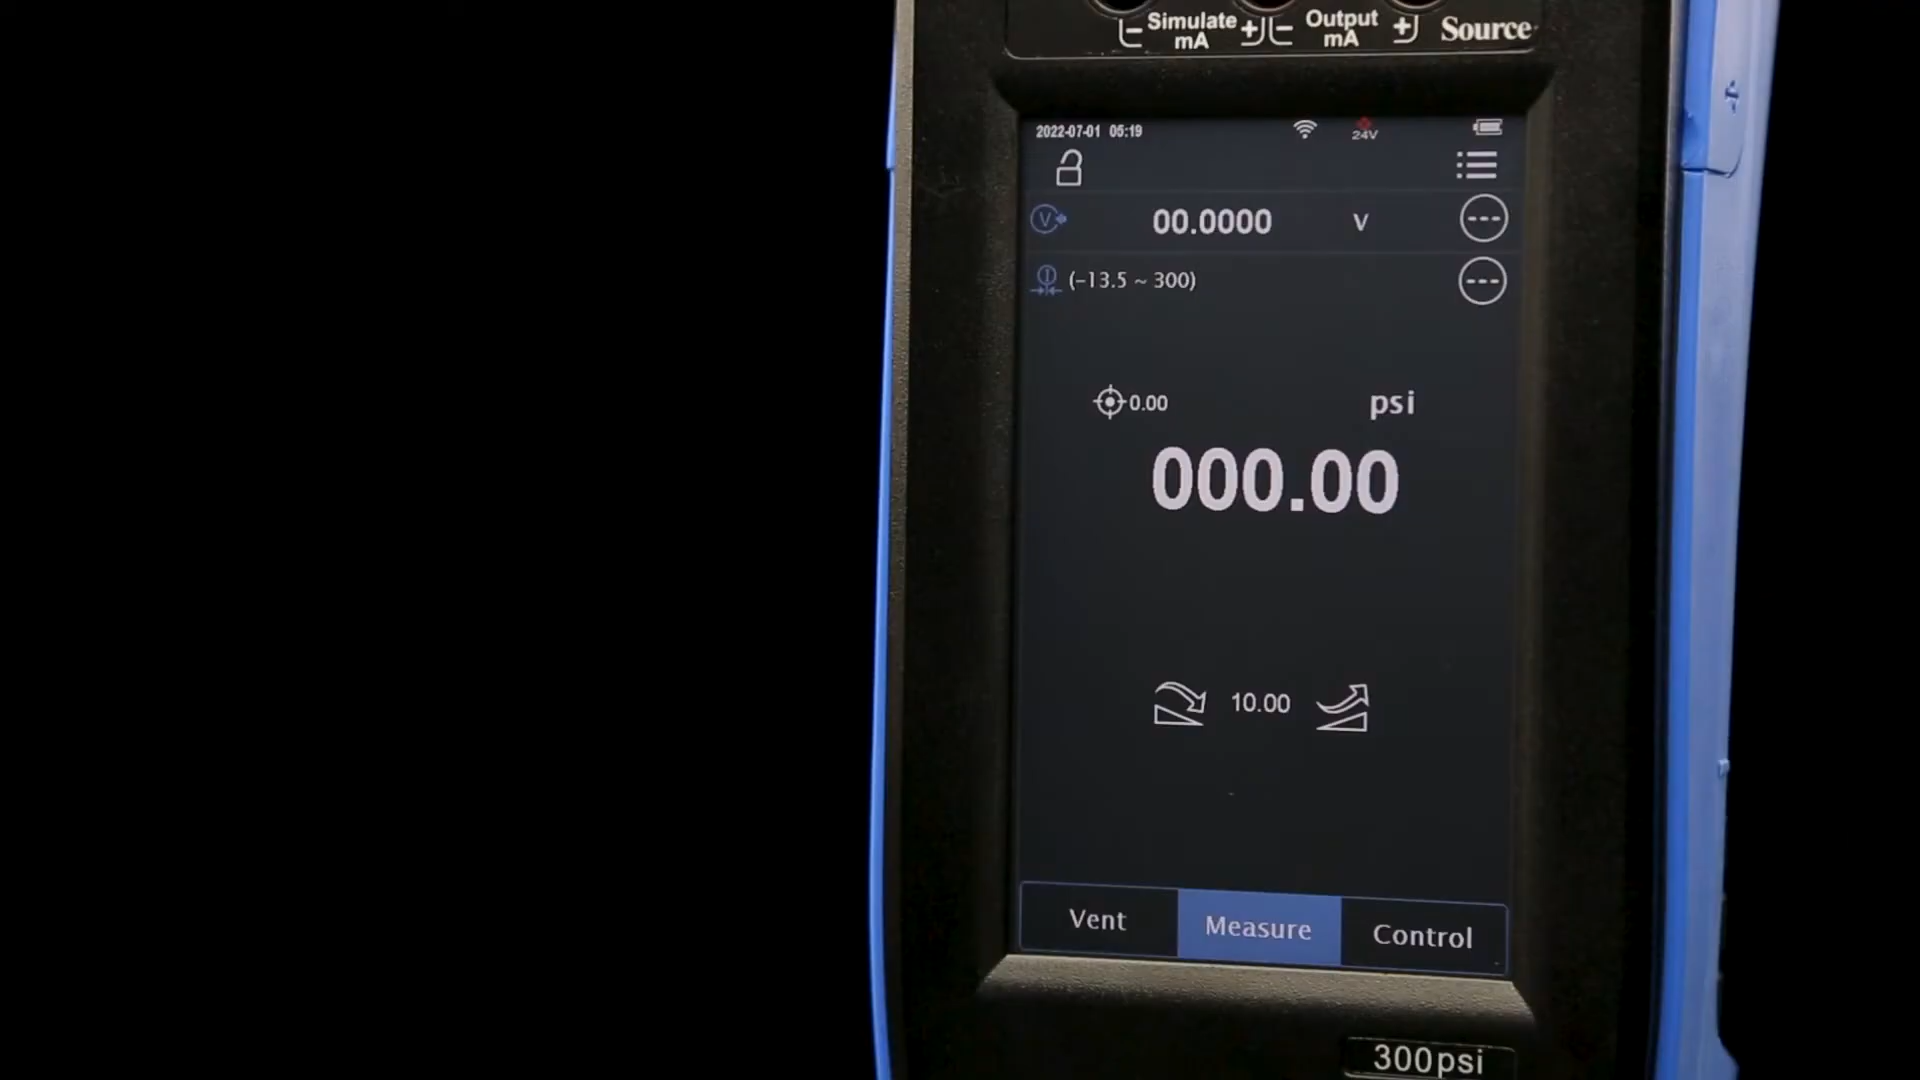 − Simulate mA + − Output mA + Source
2022-07-01 05:19 24V
V 00.0000 V
(-13.5 ~ 300)
0.00 psi
000.00
10.00
Vent Measure Control
300psi